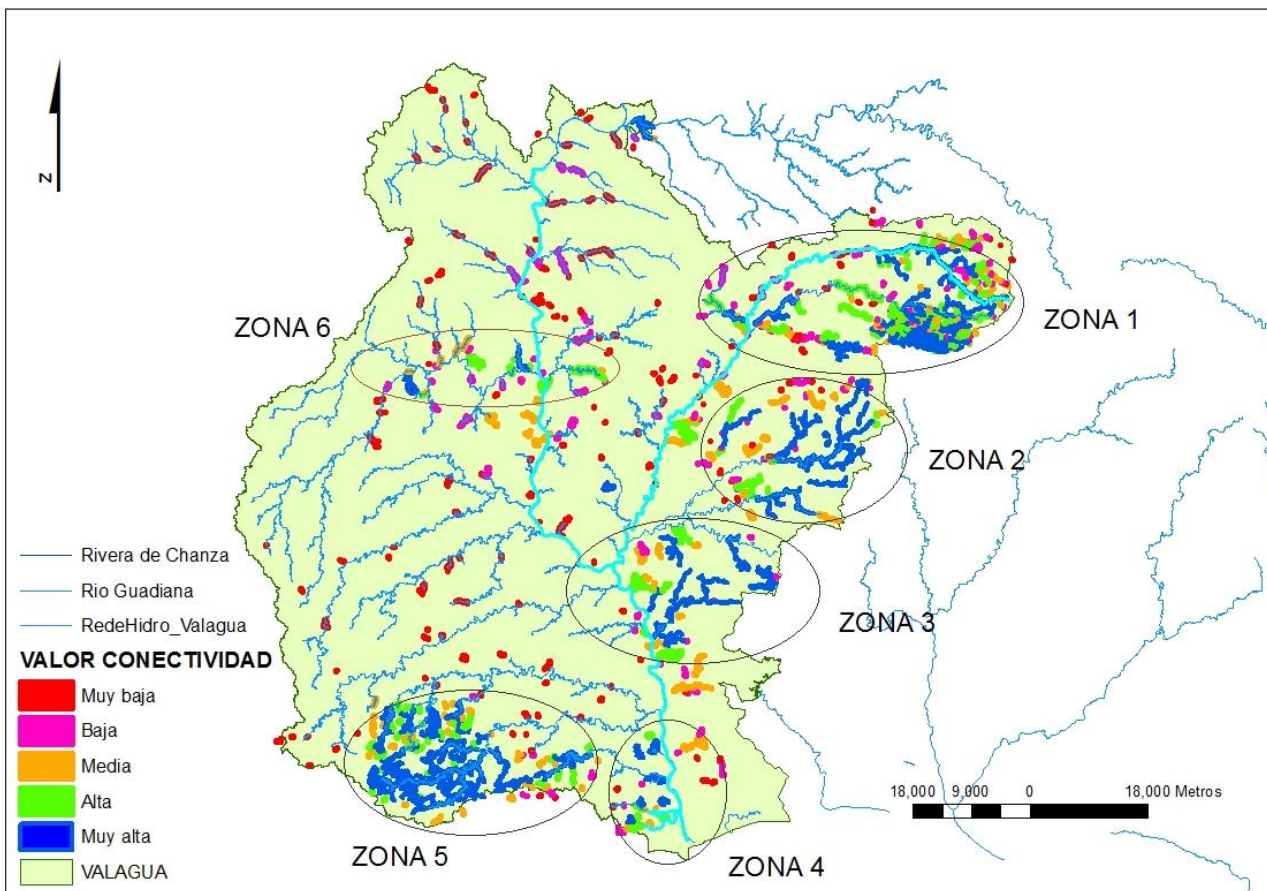 N
ZONA 6
ZONA 1
ZONA 2
ZONA 3
ZONA 5
ZONA 4
Rivera de Chanza
Rio Guadiana
RedeHidro_Valagua
VALOR CONECTIVIDAD
Muy baja
Baja
Media
Alta
Muy alta
VALAGUA
18,000 9,000 0 18,000 Metros